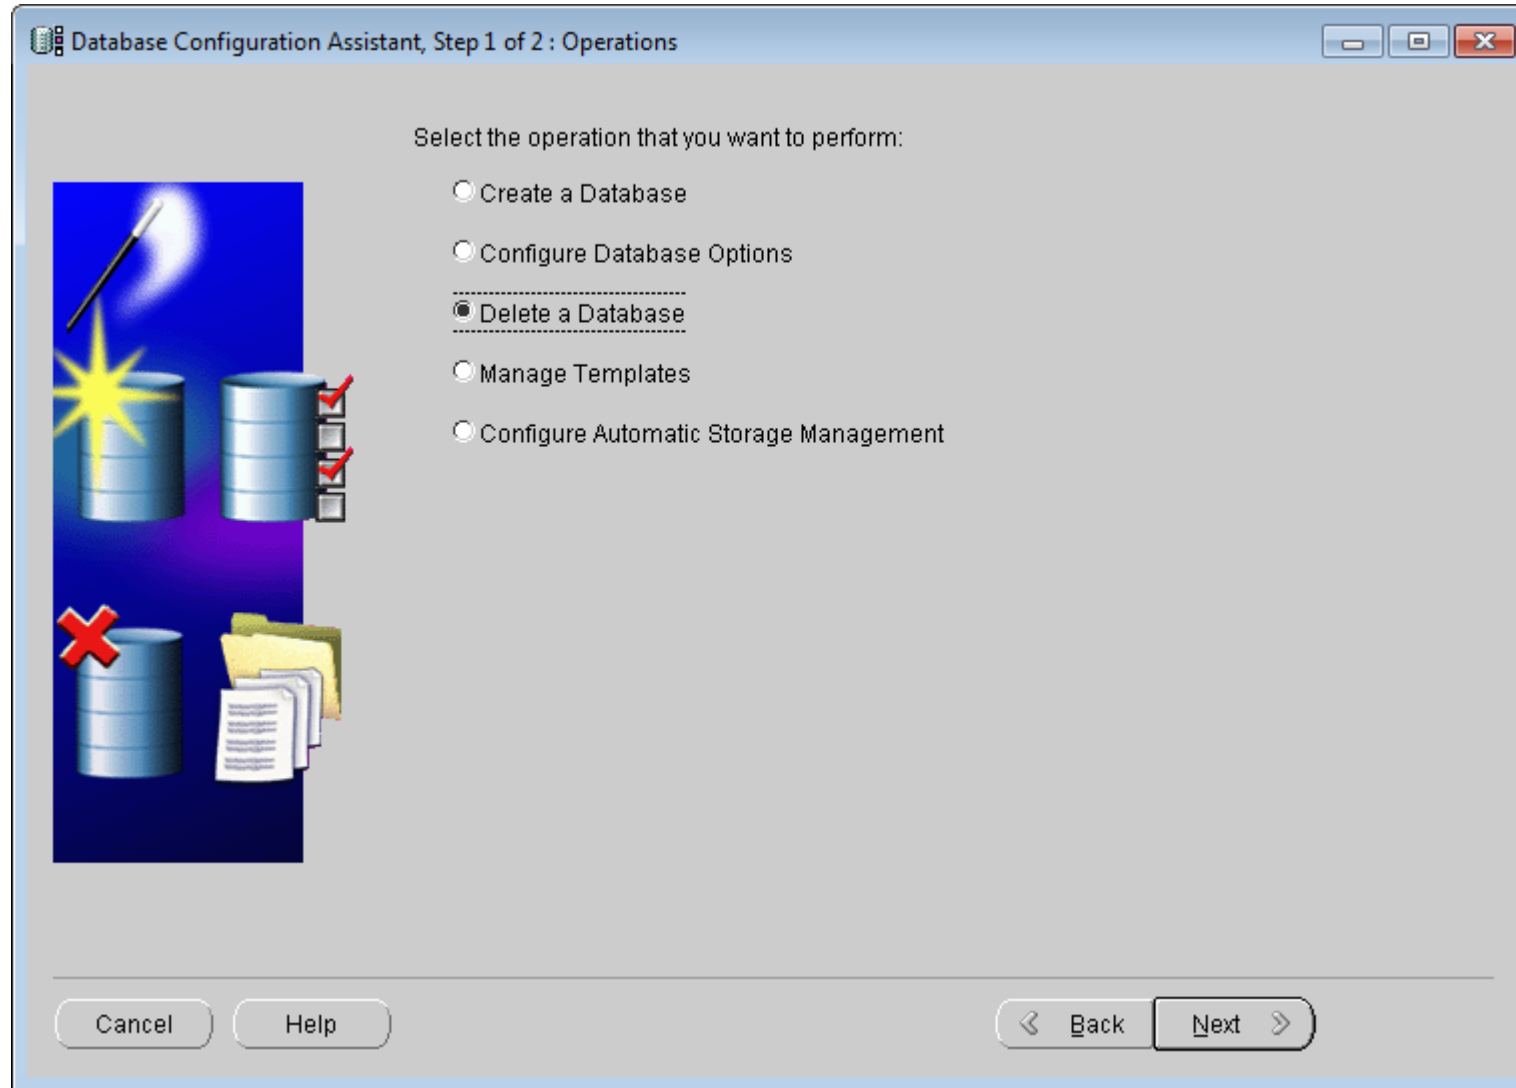 Database Configuration Assistant, Step 1 of 2 : Operations
Select the operation that you want to perform:
Create a Database
Configure Database Options
Delete a Database
Manage Templates
Configure Automatic Storage Management
Cancel
Help
Back
Next